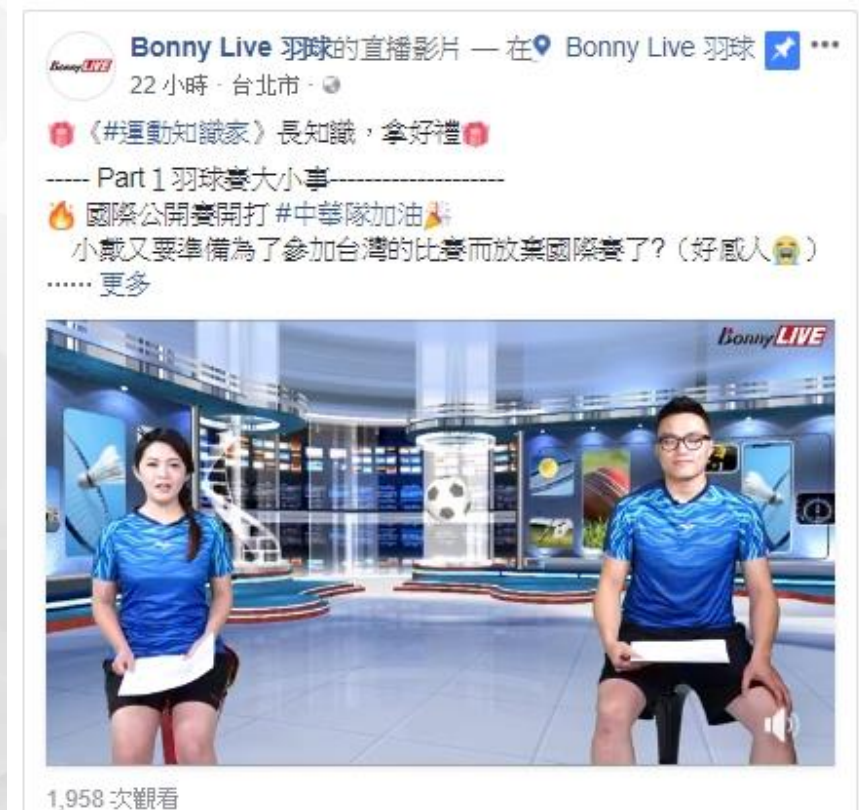 Bonny Live 羽球的直播影片 — 在 Bonny Live 羽球
BonnyLIVE
22 小時 · 台北市 ·
《#運動知識家》長知識，拿好禮
----- Part 1 羽球賽大小事--------------------
國際公開賽開打 #中華隊加油
小戴又要準備為了參加台灣的比賽而放棄國際賽了?（好感人😭）
…… 更多
Bonny LIVE
1,958 次觀看